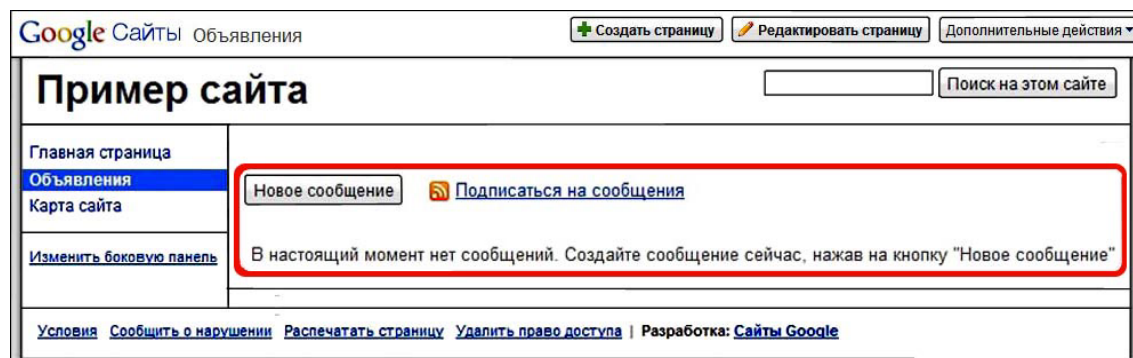 Google Сайты Объявления
Создать страницу Редактировать страницу Дополнительные действия
Пример сайта
Поиск на этом сайте
Главная страница
Объявления
Карта сайта
Изменить боковую панель
Новое сообщение Подписаться на сообщения
В настоящий момент нет сообщений. Создайте сообщение сейчас, нажав на кнопку "Новое сообщение"
Условия Сообщить о нарушении Распечатать страницу Удалить право доступа | Разработка: Сайты Google